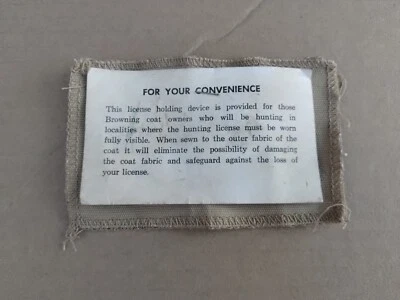 FOR YOUR CONVENIENCE
This license holding device is provided for those
Browning coat owners who will be hunting in
localities where the hunting license must be worn
fully visible. When sewn to the outer fabric of the
coat it will eliminate the possibility of damaging
the coat fabric and safeguard against the loss of
your license.